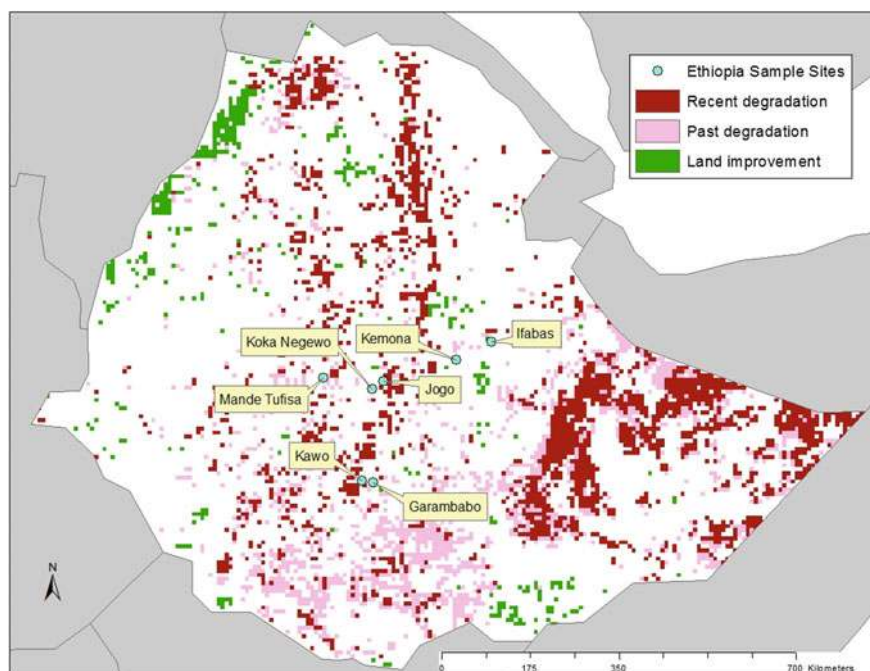 Ethiopia Sample Sites
Recent degradation
Past degradation
Land improvement
Ifabas
Kemona
Koka Negewo
Jogo
Mande Tufisa
Kawo
Garambabo
N
0 175 350 700 Kilometers